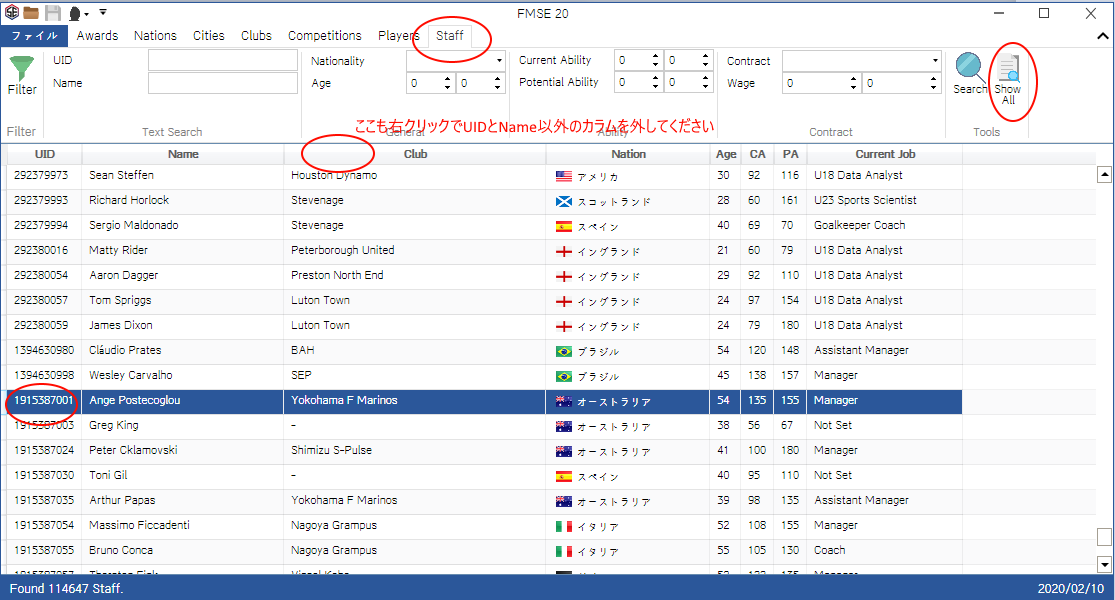 FMSE 20
ファイル Awards Nations Cities Clubs Competitions Players Staff
UID Nationality Current Ability 0 0 Contract
Name Age 0 0 Potential Ability 0 0 Wage 0 0
Filter Search Show All
Filter Text Search General Ability Contract Tools
ここも右クリックでUIDとName以外のカラムを外してください
UID Name Club Nation Age CA PA Current Job
292379973 Sean Steffen Houston Dynamo アメリカ 30 92 116 U18 Data Analyst
292379993 Richard Horlock Stevenage スコットランド 28 60 161 U23 Sports Scientist
292379994 Sergio Maldonado Stevenage スペイン 40 69 70 Goalkeeper Coach
292380016 Matty Rider Peterborough United イングランド 21 60 79 U18 Data Analyst
292380054 Aaron Dagger Preston North End イングランド 29 92 110 U18 Data Analyst
292380057 Tom Spriggs Luton Town イングランド 24 97 154 U18 Data Analyst
292380059 James Dixon Luton Town イングランド 24 79 180 U18 Data Analyst
1394630980 Cláudio Prates BAH ブラジル 54 120 148 Assistant Manager
1394630998 Wesley Carvalho SEP ブラジル 45 138 157 Manager
1915387001 Ange Postecoglou Yokohama F Marinos オーストラリア 54 135 155 Manager
1915387003 Greg King - オーストラリア 38 56 67 Not Set
1915387024 Peter Cklamovski Shimizu S-Pulse オーストラリア 41 100 180 Manager
1915387030 Toni Gil - スペイン 40 95 110 Not Set
1915387035 Arthur Papas Yokohama F Marinos オーストラリア 39 98 135 Assistant Manager
1915387054 Massimo Ficcadenti Nagoya Grampus イタリア 52 108 155 Manager
1915387055 Bruno Conca Nagoya Grampus イタリア 55 105 130 Coach
Found 114647 Staff. 2020/02/10